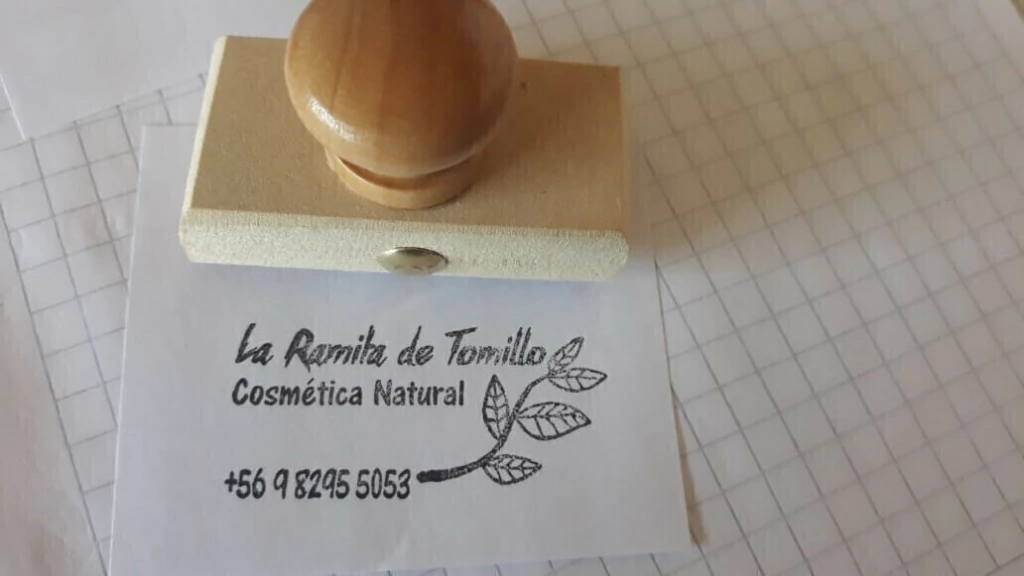 La Ramita de Tomillo
Cosmética Natural
+56 9 8295 5053